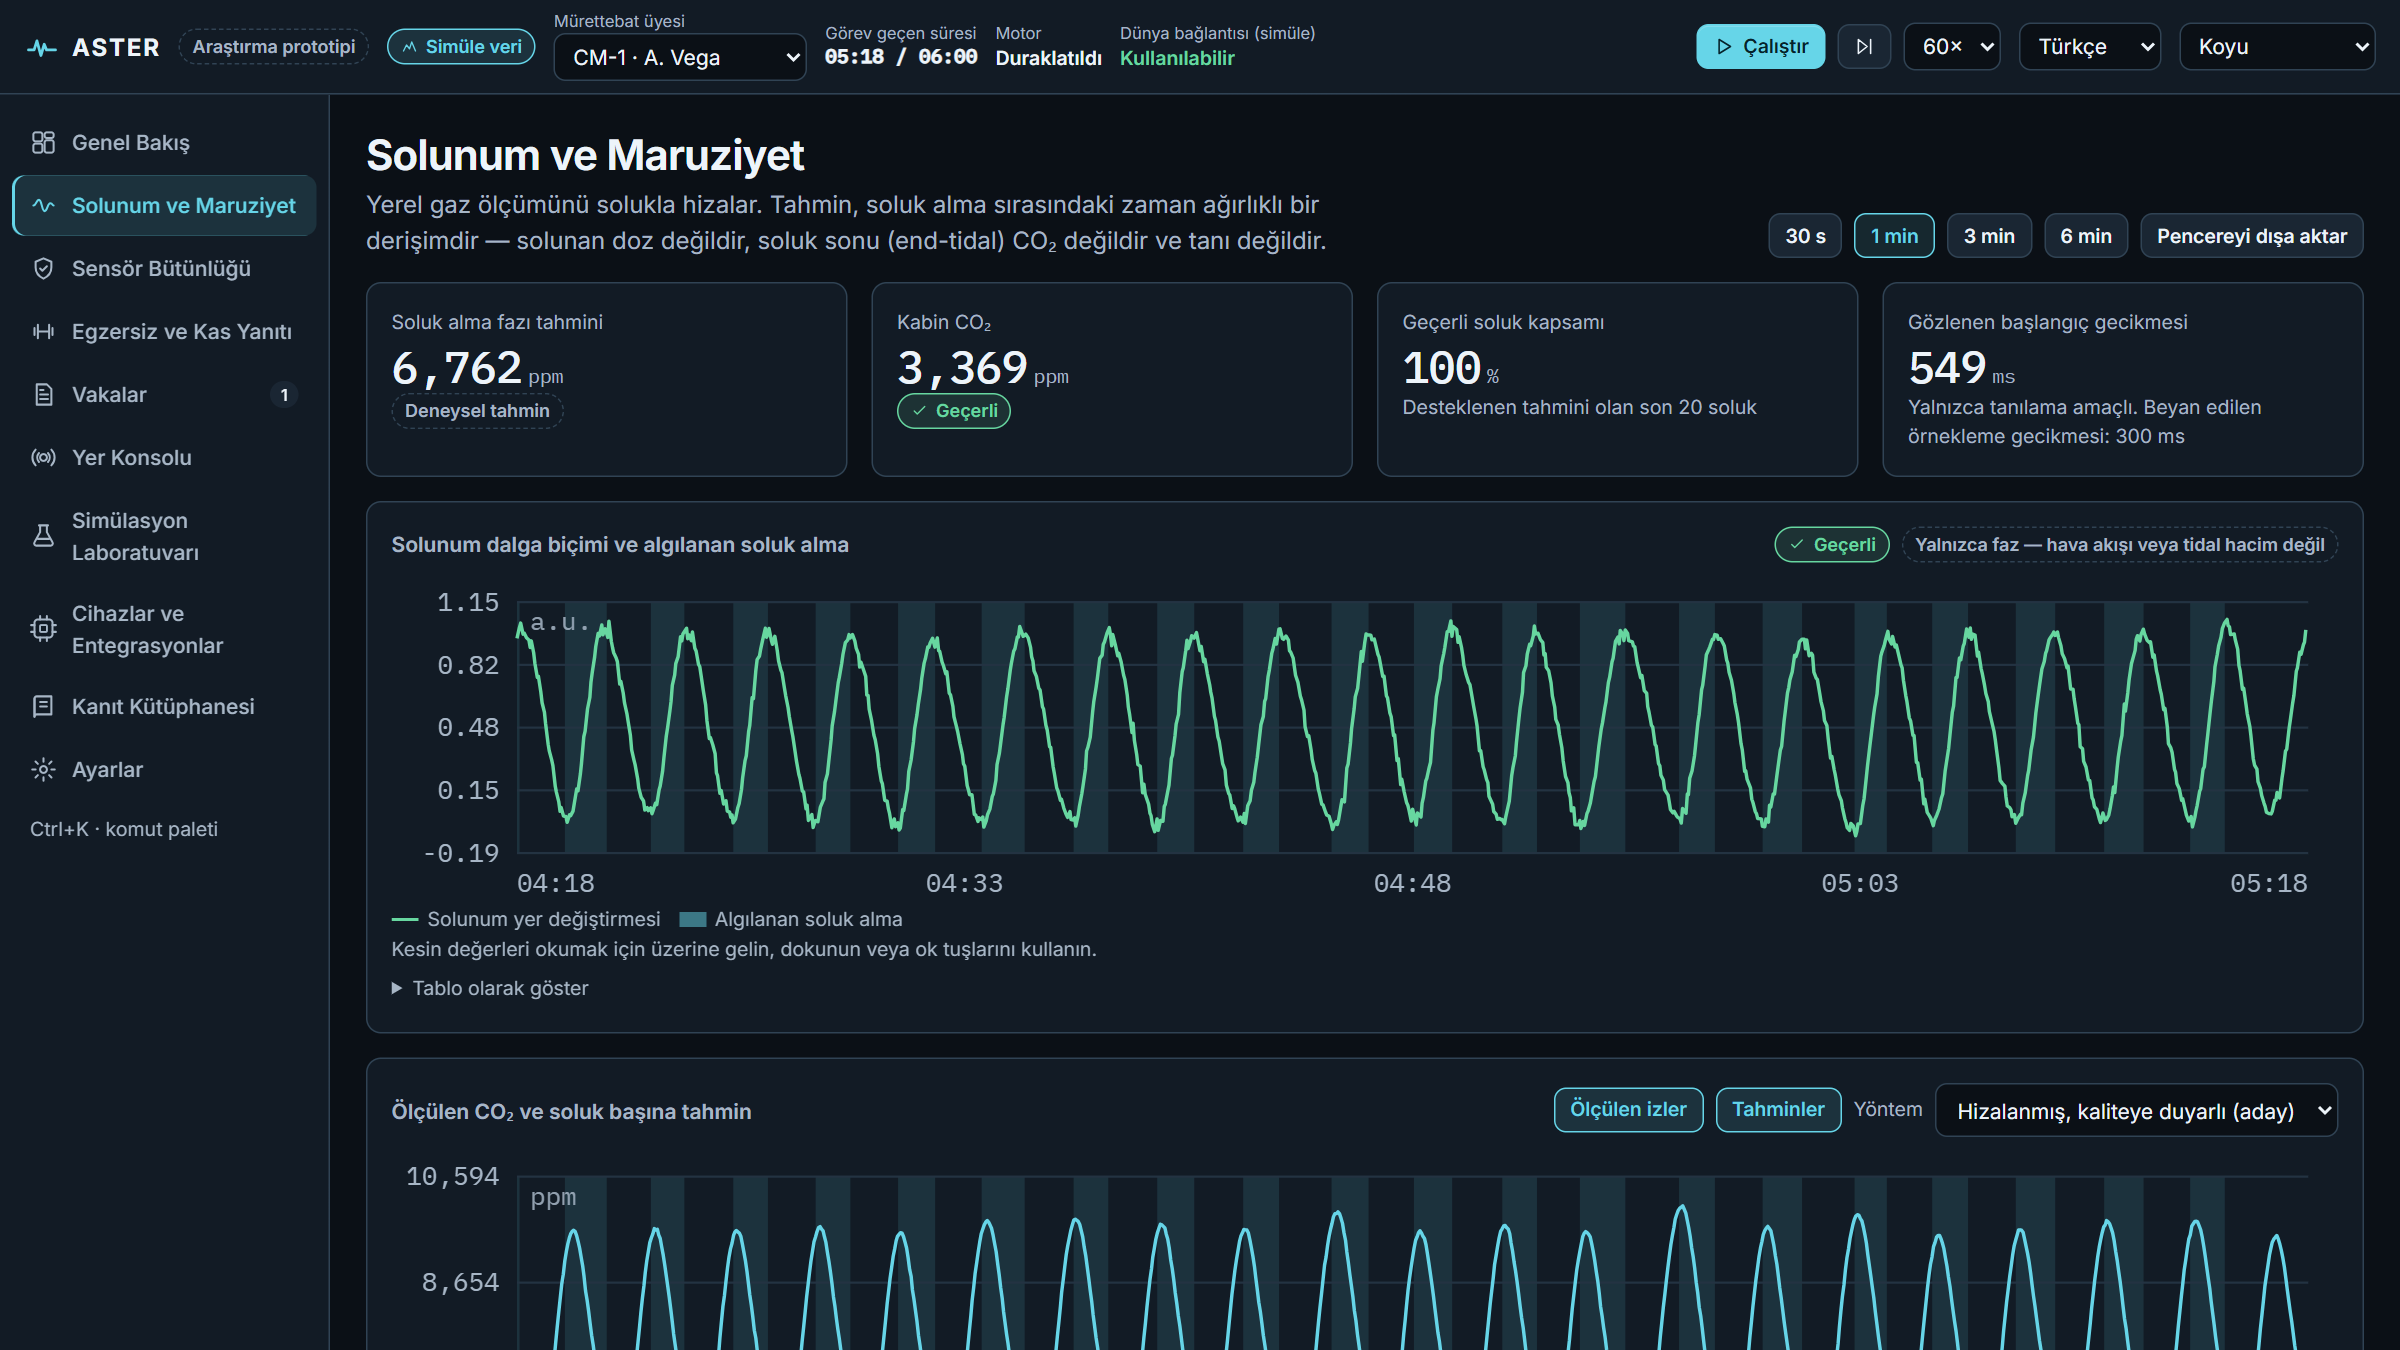 ASTER
Araştırma prototipi
Simüle veri
Mürettebat üyesi
CM-1 · A. Vega
Görev geçen süresi
05:18 / 06:00
Motor
Duraklatıldı
Dünya bağlantısı (simüle)
Kullanılabilir
Çalıştır
60×
Türkçe
Koyu
Genel Bakış
Solunum ve Maruziyet
Sensör Bütünlüğü
Egzersiz ve Kas Yanıtı
Vakalar
1
Yer Konsolu
Simülasyon
Laboratuvarı
Cihazlar ve
Entegrasyonlar
Kanıt Kütüphanesi
Ayarlar
Ctrl+K · komut paleti
Solunum ve Maruziyet
Yerel gaz ölçümünü solukla hizalar. Tahmin, soluk alma sırasındaki zaman ağırlıklı bir
derişimdir — solunan doz değildir, soluk sonu (end-tidal) CO₂ değildir ve tanı değildir.
30 s
1 min
3 min
6 min
Pencereyi dışa aktar
Soluk alma fazı tahmini
6,762 ppm
Deneysel tahmin
Kabin CO₂
3,369 ppm
Geçerli
Geçerli soluk kapsamı
100 %
Desteklenen tahmini olan son 20 soluk
Gözlenen başlangıç gecikmesi
549 ms
Yalnızca tanılama amaçlı. Beyan edilen
örnekleme gecikmesi: 300 ms
Solunum dalga biçimi ve algılanan soluk alma
Geçerli
Yalnızca faz — hava akışı veya tidal hacim değil
a.u.
1.15
0.82
0.48
0.15
-0.19
04:18
04:33
04:48
05:03
05:18
Solunum yer değiştirmesi
Algılanan soluk alma
Kesin değerleri okumak için üzerine gelin, dokunun veya ok tuşlarını kullanın.
Tablo olarak göster
Ölçülen CO₂ ve soluk başına tahmin
Ölçülen izler
Tahminler
Yöntem
Hizalanmış, kaliteye duyarlı (aday)
10,594
ppm
8,654